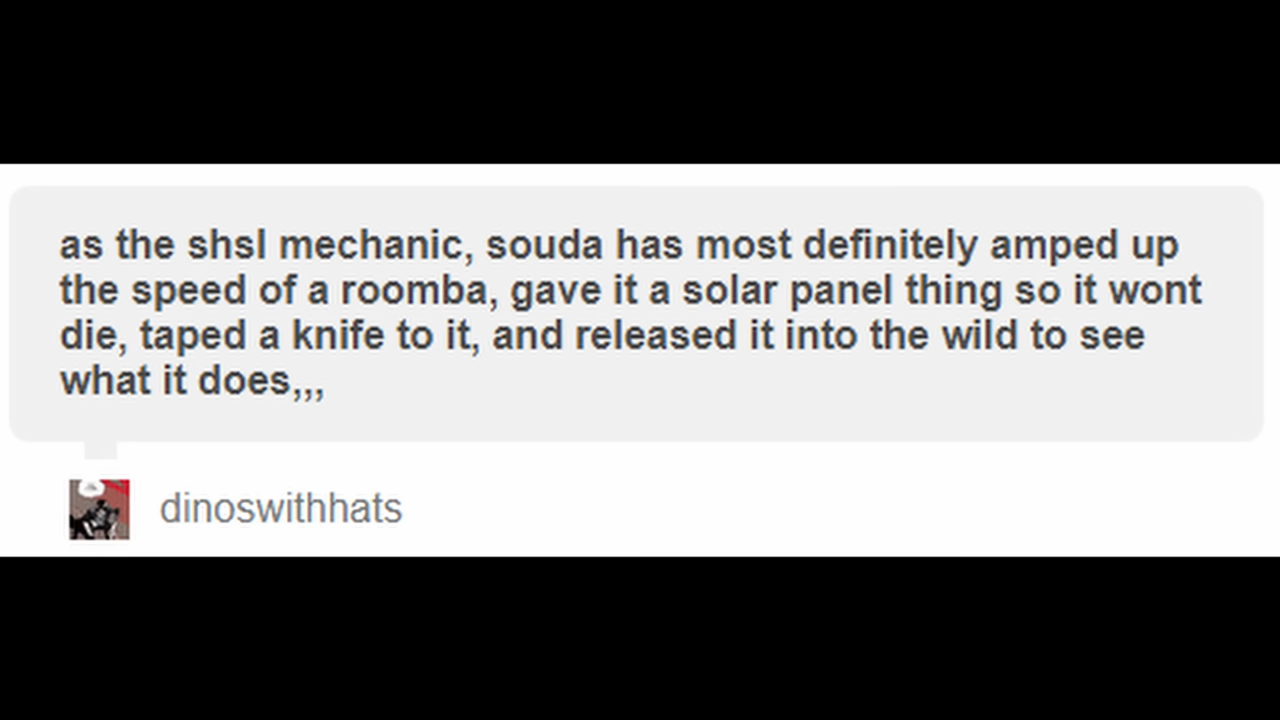 as the shsl mechanic, souda has most definitely amped up
the speed of a roomba, gave it a solar panel thing so it wont
die, taped a knife to it, and released it into the wild to see
what it does,,,
dinoswithhats